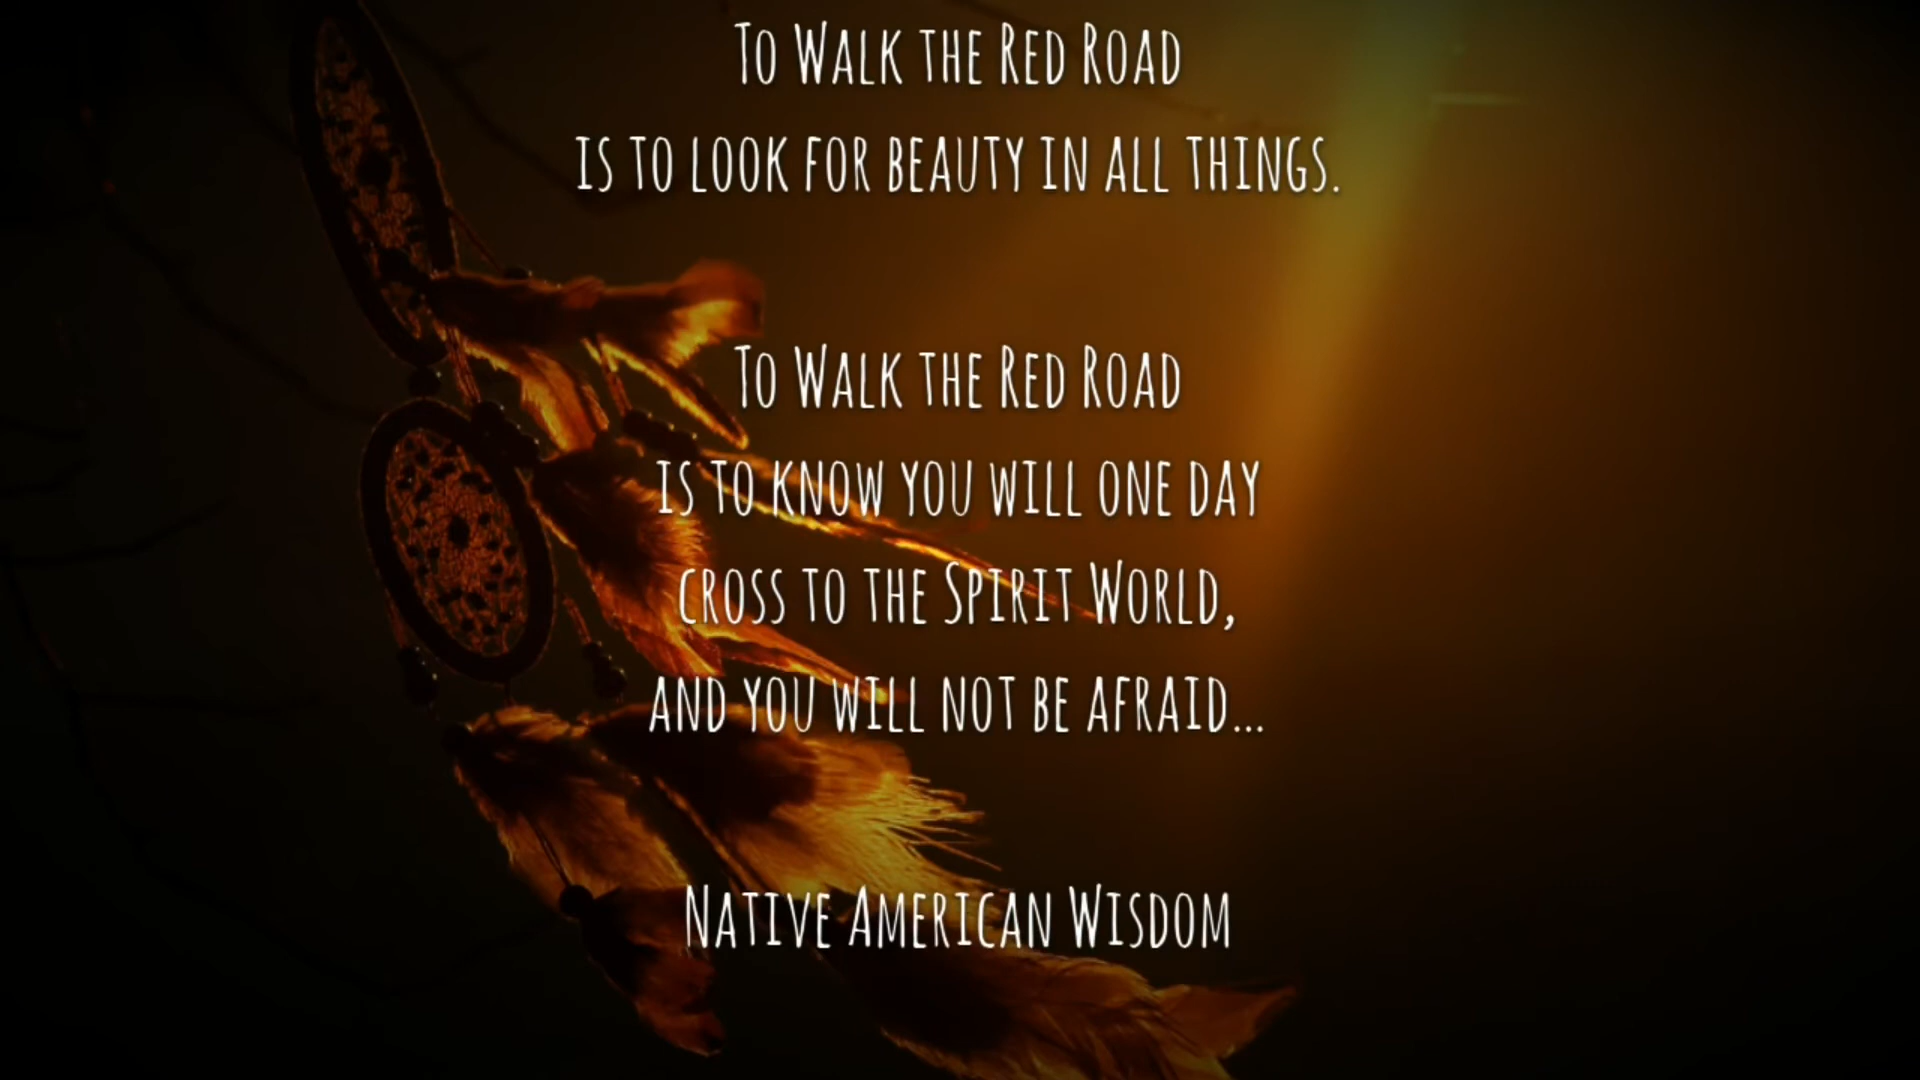 To Walk the Red Road
is to look for beauty in all things.
To Walk the Red Road
is to know you will one day
cross to the Spirit World,
and you will not be afraid...
Native American Wisdom